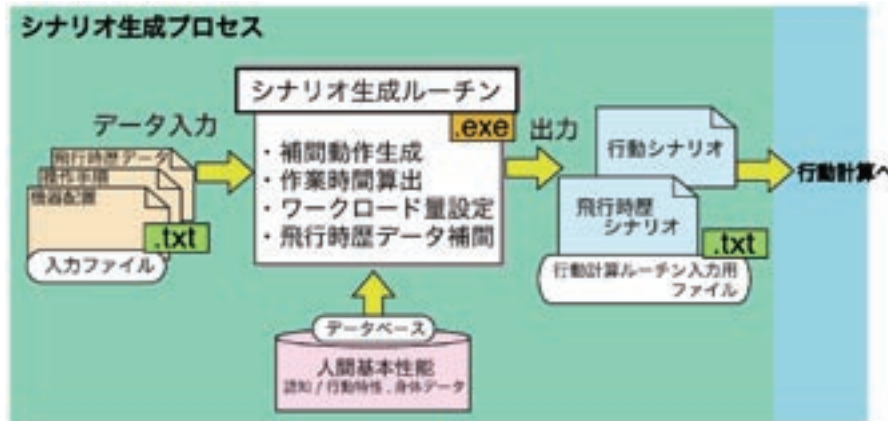 シナリオ生成プロセス
データ入力
飛行時歴データ
操作手順
機器配置
.txt
入力ファイル
シナリオ生成ルーチン
.exe
・補間動作生成
・作業時間算出
・ワークロード量設定
・飛行時歴データ補間
データベース
人間基本性能
認知/行動特性,身体データ
出力
行動シナリオ
飛行時歴
シナリオ
.txt
行動計算ルーチン入力用
ファイル
行動計算へ